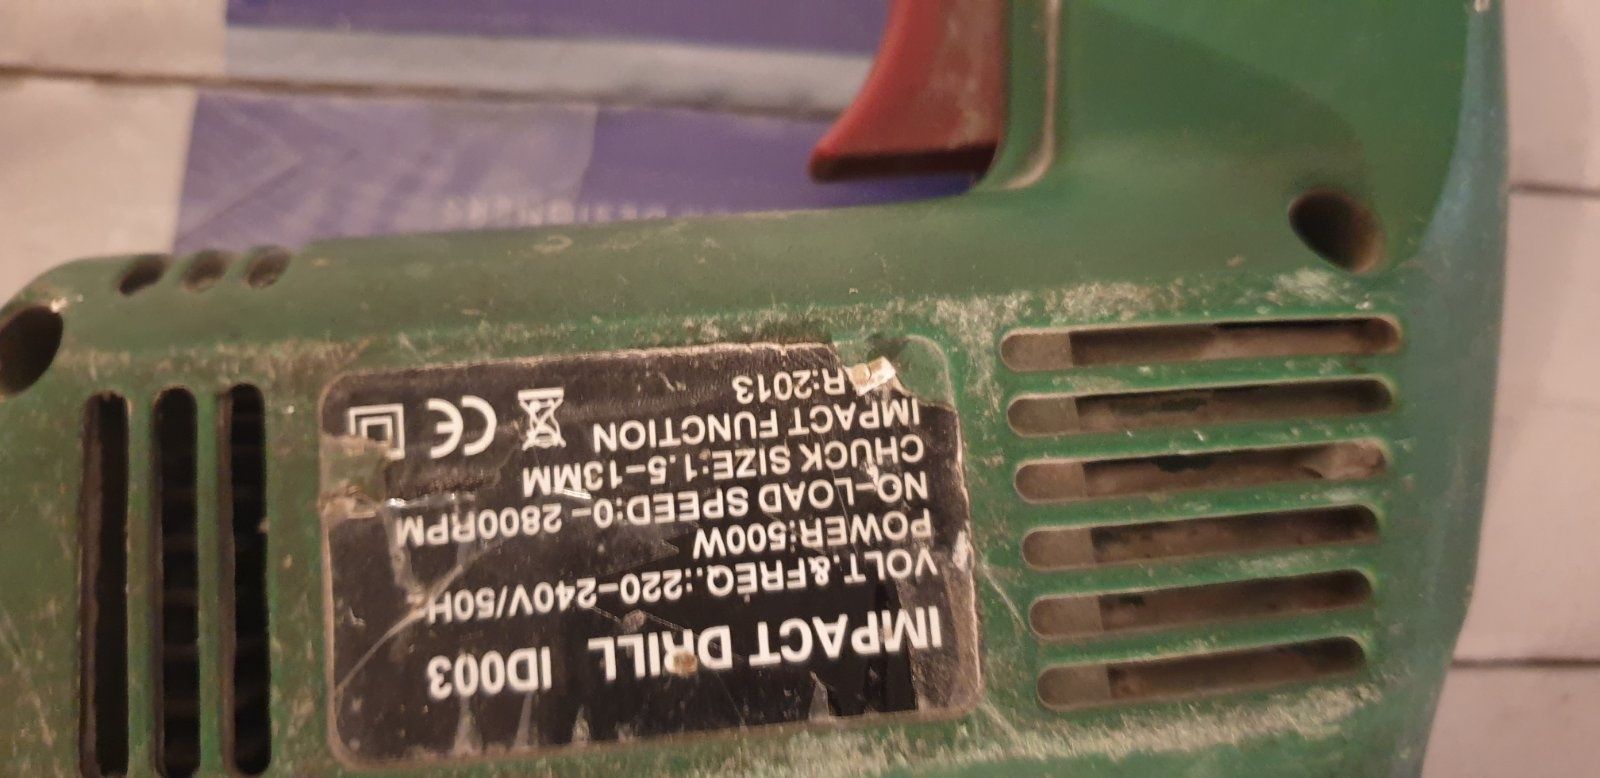 IMPACT DRILL ID003
VOLT.&FREQ.:220-240V/50H
POWER:500W
NO-LOAD SPEED:0-2800RPM
CHUCK SIZE:1.5-13MM
IMPACT FUNCTION
R:2013
CE